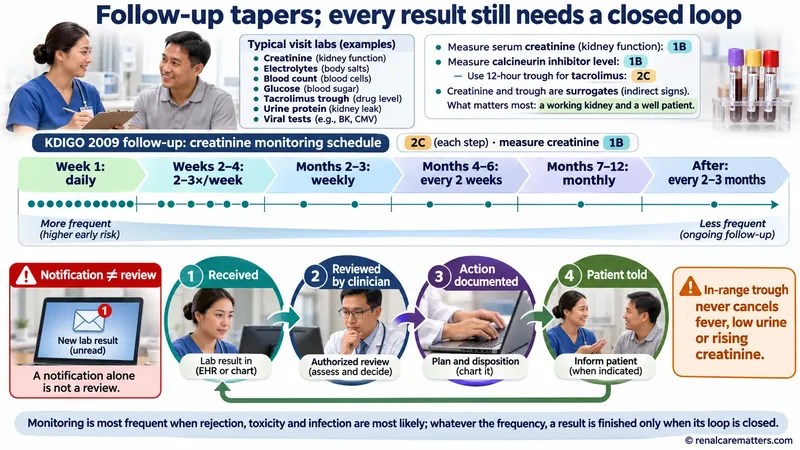 Follow-up tapers; every result still needs a closed loop
Typical visit labs (examples)
• Creatinine (kidney function)
• Electrolytes (body salts)
• Blood count (blood cells)
• Glucose (blood sugar)
• Tacrolimus trough (drug level)
• Urine protein (kidney leak)
• Viral tests (e.g., BK, CMV)
• Measure serum creatinine (kidney function): 1B
• Measure calcineurin inhibitor level: 1B
– Use 12-hour trough for tacrolimus: 2C
• Creatinine and trough are surrogates (indirect signs).
What matters most: a working kidney and a well patient.
KDIGO 2009 follow-up: creatinine monitoring schedule
2C (each step) · measure creatinine 1B
Week 1:
daily
Weeks 2–4:
2–3×/week
Months 2–3:
weekly
Months 4–6:
every 2 weeks
Months 7–12:
monthly
After:
every 2–3 months
More frequent
(higher early risk)
Less frequent
(ongoing follow-up)
! Notification ≠ review
1
New lab result
(unread)
A notification alone
is not a review.
1 Received
Lab result in
(EHR or chart)
2 Reviewed
by clinician
Authorized review
(assess and decide)
3 Action
documented
Plan and disposition
(chart it)
4 Patient told
Inform patient
(when indicated)
! In-range trough
never cancels
fever, low urine
or rising
creatinine.
Monitoring is most frequent when rejection, toxicity and infection are most likely; whatever the frequency, a result is finished only when its loop is closed.
© renalcarematters.com